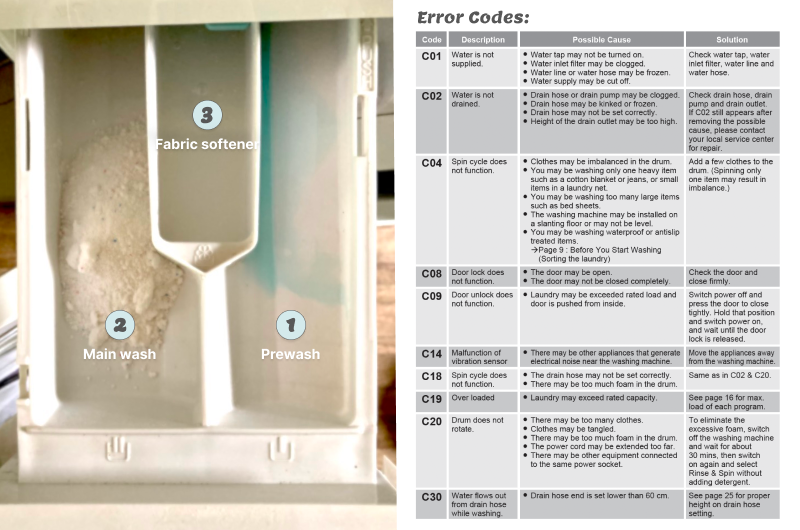 3
Fabric softener
2
Main wash
1
Prewash
Error Codes:
Code Description Possible Cause Solution
C01
Water is not
supplied.
• Water tap may not be turned on.
• Water inlet filter may be clogged.
• Water line or water hose may be frozen.
• Water supply may be cut off.
Check water tap, water
inlet filter, water line and
water hose.
C02
Water is not
drained.
• Drain hose or drain pump may be clogged.
• Drain hose may be kinked or frozen.
• Drain hose may not be set correctly.
• Height of the drain outlet may be too high.
Check drain hose, drain
pump and drain outlet.
If C02 still appears after
removing the possible
cause, please contact
your local service center
for repair.
C04
Spin cycle does
not function.
• Clothes may be imbalanced in the drum.
• You may be washing only one heavy item
such as a cotton blanket or jeans, or small
items in a laundry net.
• You may be washing too many large items
such as bed sheets.
• The washing machine may be installed on
a slanting floor or may not be level.
• You may be washing waterproof or antislip
treated items.
→Page 9 : Before You Start Washing
(Sorting the laundry)
Add a few clothes to the
drum. (Spinning only
one item may result in
imbalance.)
C08
Door lock does
not function.
• The door may be open.
• The door may not be closed completely.
Check the door and
close firmly.
C09
Door unlock does
not function.
• Laundry may be exceeded rated load and
door is pushed from inside.
Switch power off and
press the door to close
tightly. Hold that position
and switch power on,
and wait until the door
lock is released.
C14
Malfunction of
vibration sensor
• There may be other appliances that generate
electrical noise near the washing machine.
Move the appliances away
from the washing machine.
C18
Spin cycle does
not function.
• The drain hose may not be set correctly.
• There may be too much foam in the drum.
Same as in C02 & C20.
C19
Over loaded
• Laundry may exceed rated capacity.
See page 16 for max.
load of each program.
C20
Drum does not
rotate.
• There may be too many clothes.
• Clothes may be tangled.
• There may be too much foam in the drum.
• The power cord may be extended too far.
• There may be other equipment connected
to the same power socket.
To eliminate the
excessive foam, switch
off the washing machine
and wait for about
30 mins, then switch
on again and select
Rinse & Spin without
adding detergent.
C30
Water flows out
from drain hose
while washing.
• Drain hose end is set lower than 60 cm.
See page 25 for proper
height on drain hose
setting.